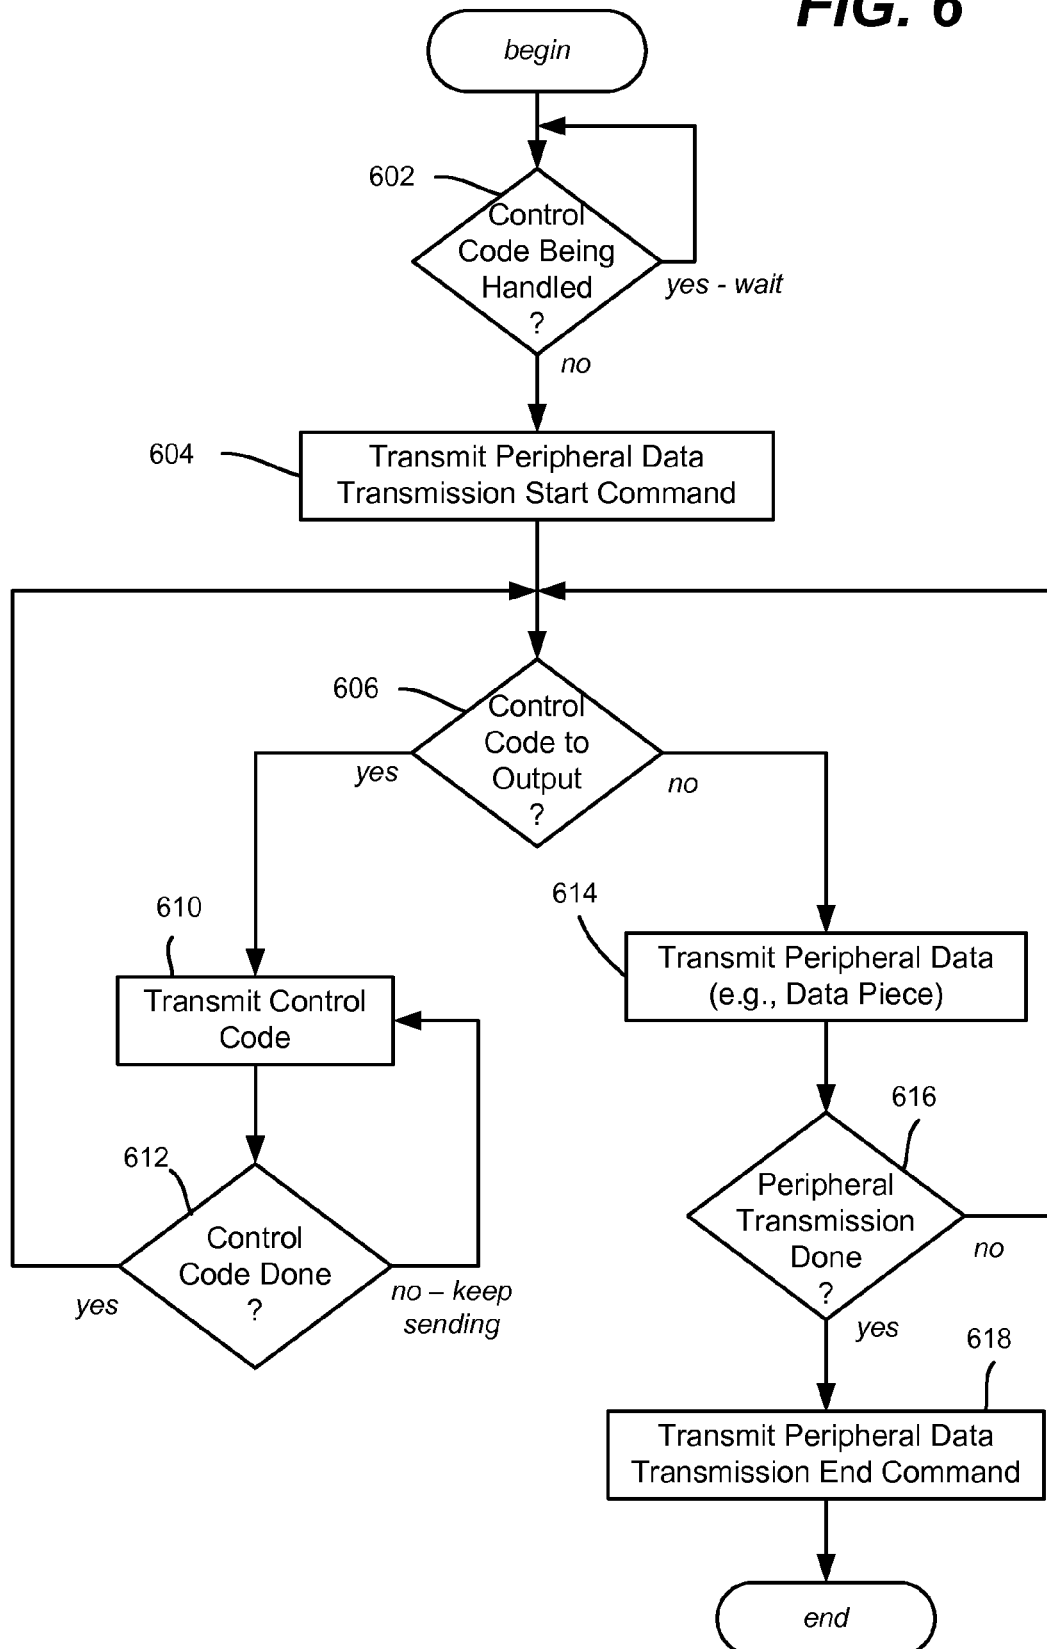 FIG. 6
begin
602
Control
Code Being
Handled
?
yes - wait
no
604
Transmit Peripheral Data
Transmission Start Command
606
Control
Code to
Output
?
yes
no
610
Transmit Control
Code
612
Control
Code Done
?
yes
no – keep
sending
614
Transmit Peripheral Data
(e.g., Data Piece)
616
Peripheral
Transmission
Done
?
no
yes
618
Transmit Peripheral Data
Transmission End Command
end